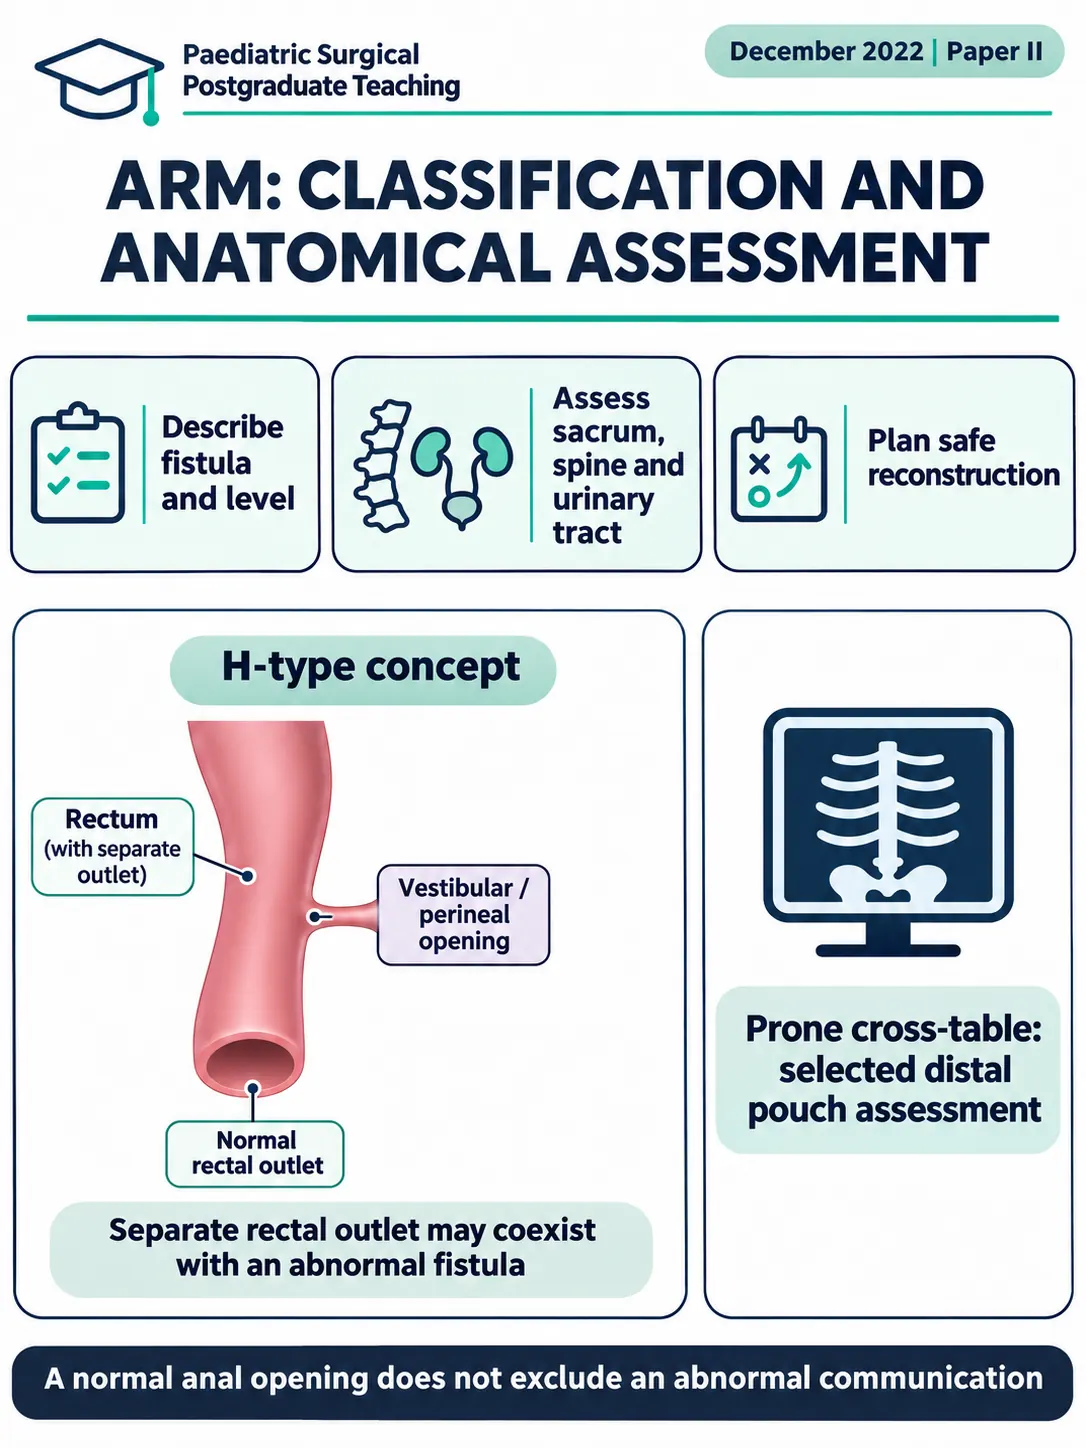 Paediatric Surgical
Postgraduate Teaching
December 2022 | Paper II
ARM: CLASSIFICATION AND
ANATOMICAL ASSESSMENT
Describe
fistula
and level
Assess
sacrum,
spine and
urinary
tract
Plan safe
reconstruction
H-type concept
Rectum
(with separate
outlet)
Vestibular /
perineal
opening
Normal
rectal outlet
Separate rectal outlet may coexist
with an abnormal fistula
Prone cross-table:
selected distal
pouch assessment
A normal anal opening does not exclude an abnormal communication